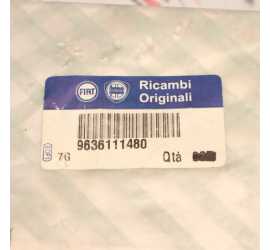 FIAT
Ricambi
Originali
9636111480
76 Qtà